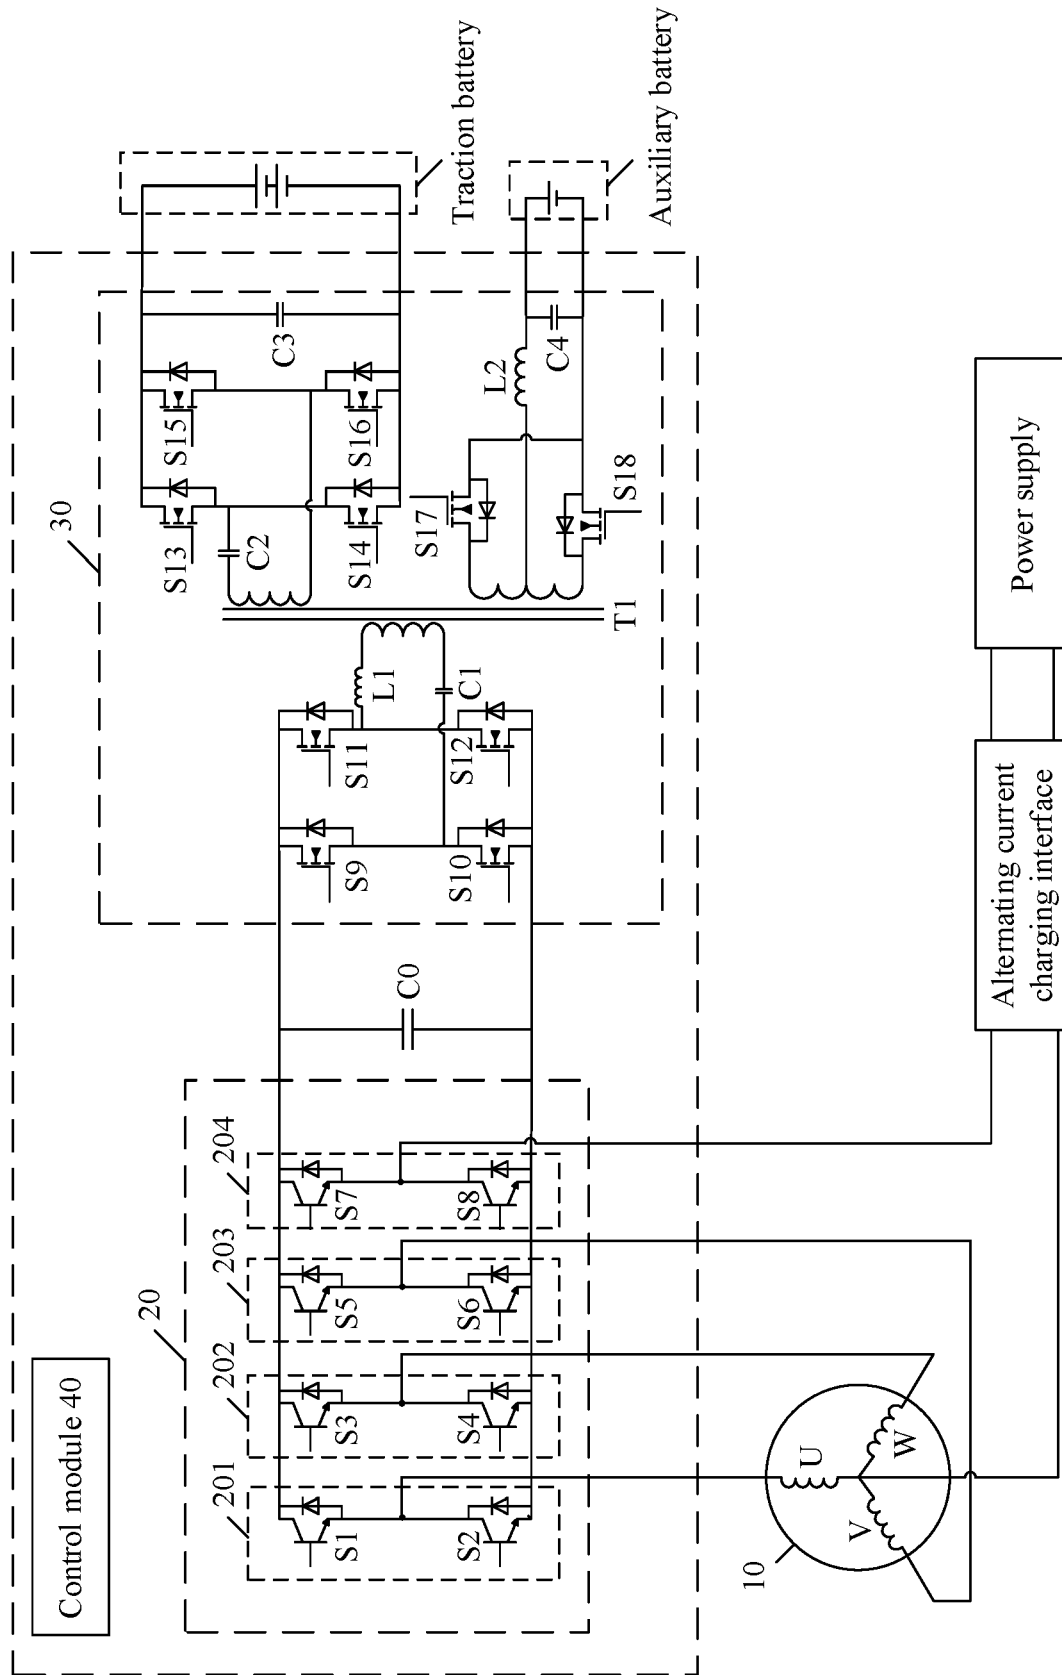 Control module 40
20
201
202
203
204
S1
S2
S3
S4
S5
S6
S7
S8
C0
30
S9
S10
S11
S12
L1
C1
T1
S13
S14
S15
S16
C2
C3
S17
S18
L2
C4
Traction battery
Auxiliary battery
10
U
V
W
Alternating current
charging interface
Power supply